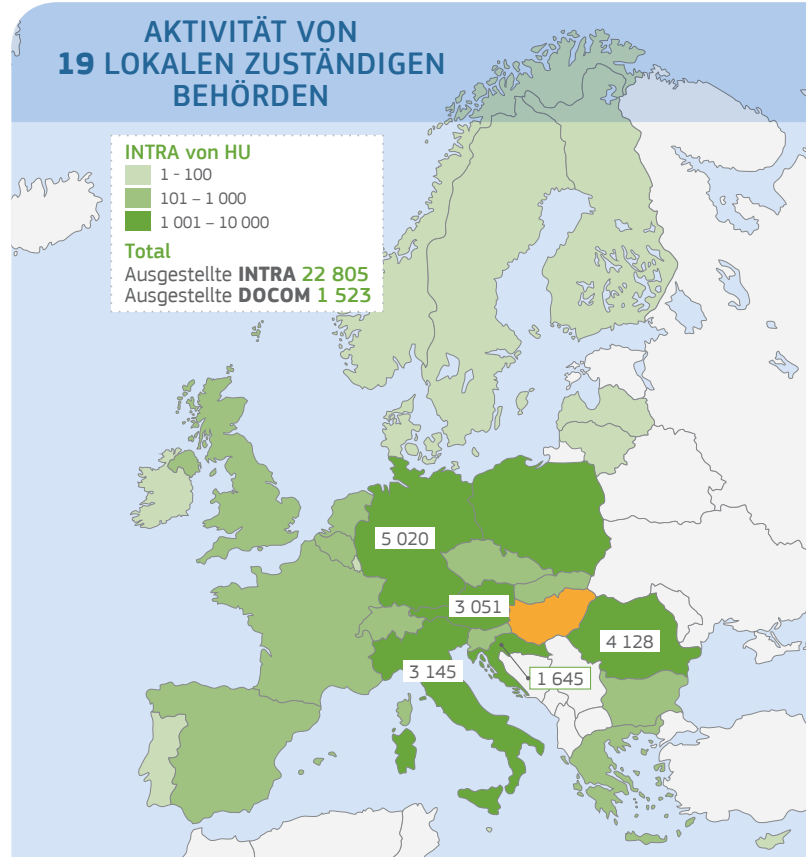 AKTIVITÄT VON
19 LOKALEN ZUSTÄNDIGEN
BEHÖRDEN
INTRA von HU
1 - 100
101 – 1 000
1 001 – 10 000
Total
Ausgestellte INTRA 22 805
Ausgestellte DOCOM 1 523
5 020
3 051
4 128
3 145
1 645